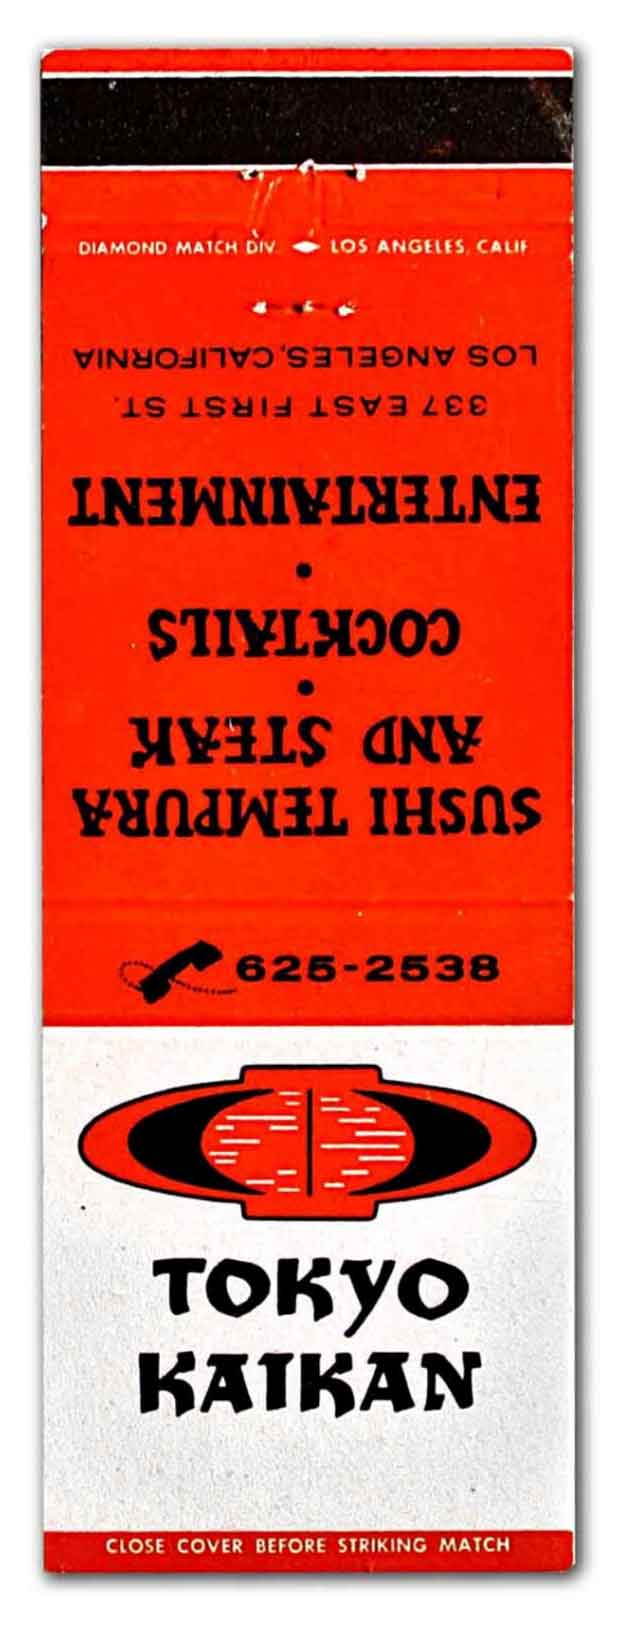 DIAMOND MATCH DIV. LOS ANGELES, CALIF
SUSHI TEMPURA
AND STEAK
•
COCKTAILS
•
ENTERTAINMENT
337 EAST FIRST ST.
LOS ANGELES, CALIFORNIA
625-2538
TOKYO
KAIKAN
CLOSE COVER BEFORE STRIKING MATCH